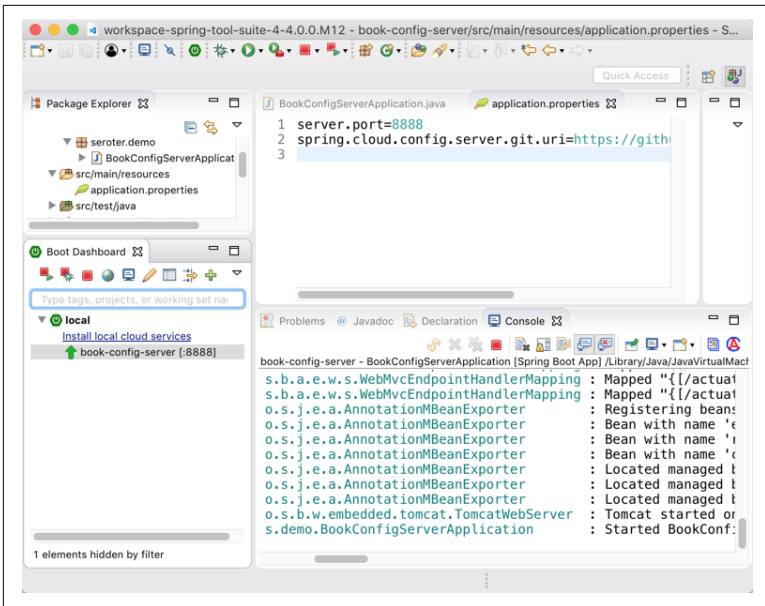 workspace-spring-tool-suite-4-4.0.0.M12 - book-config-server/src/main/resources/application.properties - S...
Quick Access
Package Explorer
seroter.demo
BookConfigServerApplicat
src/main/resources
application.properties
src/test/java
BookConfigServerApplication.java
application.properties
1 server.port=8888
2 spring.cloud.config.server.git.uri=https://gith
3
Boot Dashboard
Type tags, projects, or working set na
local
Install local cloud services
book-config-server [:8888]
1 elements hidden by filter
Problems @ Javadoc Declaration Console
book-config-server - BookConfigServerApplication [Spring Boot App] /Library/Java/JavaVirtualMach
s.b.a.e.w.s.WebMvcEndpointHandlerMapping : Mapped "{[/actuat
s.b.a.e.w.s.WebMvcEndpointHandlerMapping : Mapped "{[/actuat
o.s.j.e.a.AnnotationMBeanExporter : Registering beans
o.s.j.e.a.AnnotationMBeanExporter : Bean with name 'e
o.s.j.e.a.AnnotationMBeanExporter : Bean with name 'r
o.s.j.e.a.AnnotationMBeanExporter : Bean with name 'c
o.s.j.e.a.AnnotationMBeanExporter : Located managed b
o.s.j.e.a.AnnotationMBeanExporter : Located managed b
o.s.j.e.a.AnnotationMBeanExporter : Located managed b
o.s.b.w.embedded.tomcat.TomcatWebServer : Tomcat started on
s.demo.BookConfigServerApplication : Started BookConf